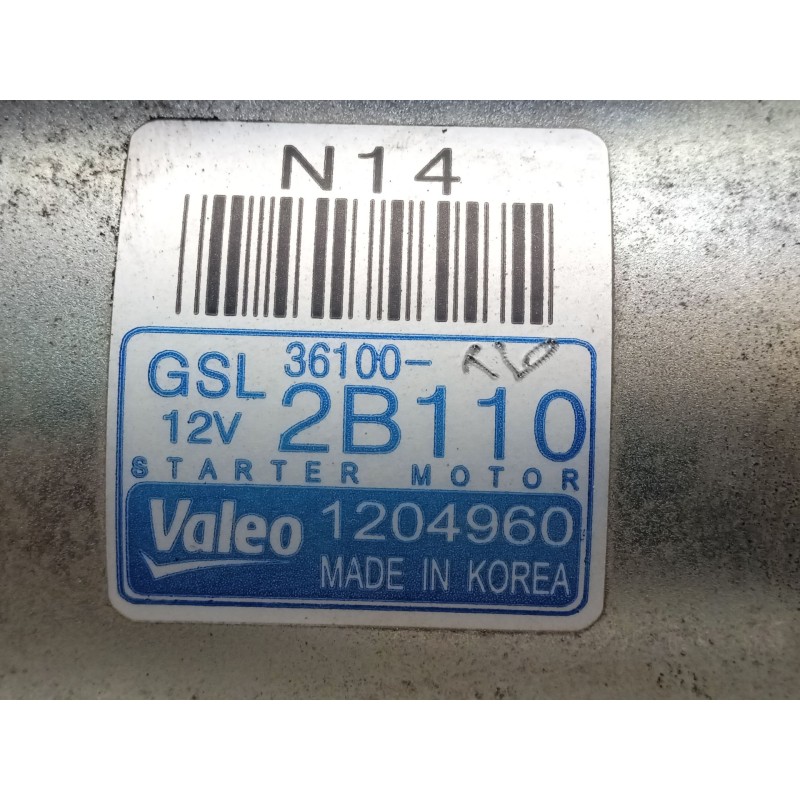 N14
GSL 36100-
12V 2B110
STARTER MOTOR
Valeo 1204960
MADE IN KOREA